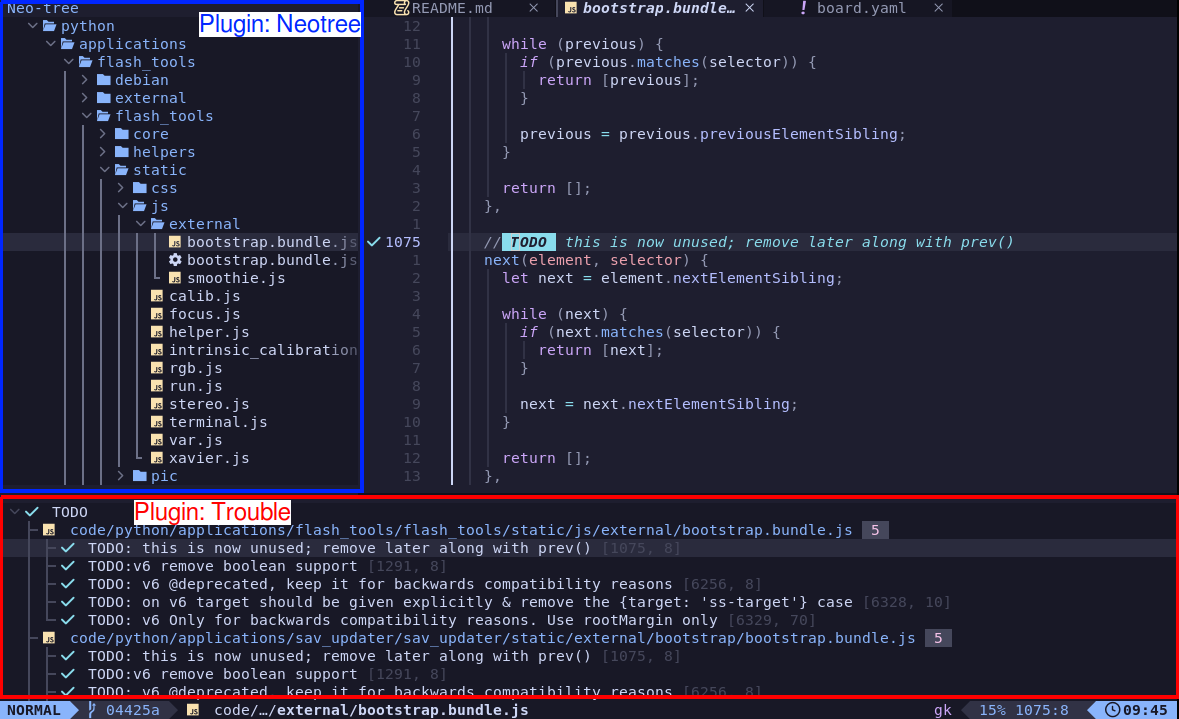 Neo-tree
Plugin: Neotree
python
applications
flash_tools
debian
external
flash_tools
core
helpers
static
css
js
external
bootstrap.bundle.js
bootstrap.bundle.js
smoothie.js
calib.js
focus.js
helper.js
intrinsic_calibration
rgb.js
run.js
stereo.js
terminal.js
var.js
xavier.js
pic
README.md × bootstrap.bundle… × ! board.yaml ×
12
11 while (previous) {
10 if (previous.matches(selector)) {
9 return [previous];
8 }
7
6 previous = previous.previousElementSibling;
5 }
4
3 return [];
2 },
1
1075 // TODO this is now unused; remove later along with prev()
1 next(element, selector) {
2 let next = element.nextElementSibling;
3
4 while (next) {
5 if (next.matches(selector)) {
6 return [next];
7 }
8
9 next = next.nextElementSibling;
10 }
11
12 return [];
13 },
TODO
Plugin: Trouble
code/python/applications/flash_tools/flash_tools/static/js/external/bootstrap.bundle.js 5
TODO: this is now unused; remove later along with prev() [1075, 8]
TODO:v6 remove boolean support [1291, 8]
TODO: v6 @deprecated, keep it for backwards compatibility reasons [6256, 8]
TODO: on v6 target should be given explicitly & remove the {target: 'ss-target'} case [6328, 10]
TODO: v6 Only for backwards compatibility reasons. Use rootMargin only [6329, 70]
code/python/applications/sav_updater/sav_updater/static/external/bootstrap/bootstrap.bundle.js 5
TODO: this is now unused; remove later along with prev() [1075, 8]
TODO:v6 remove boolean support [1291, 8]
TODO: v6 @deprecated, keep it for backwards compatibility reasons [6256, 8]
NORMAL 04425a code/…/external/bootstrap.bundle.js gk 15% 1075:8 09:45